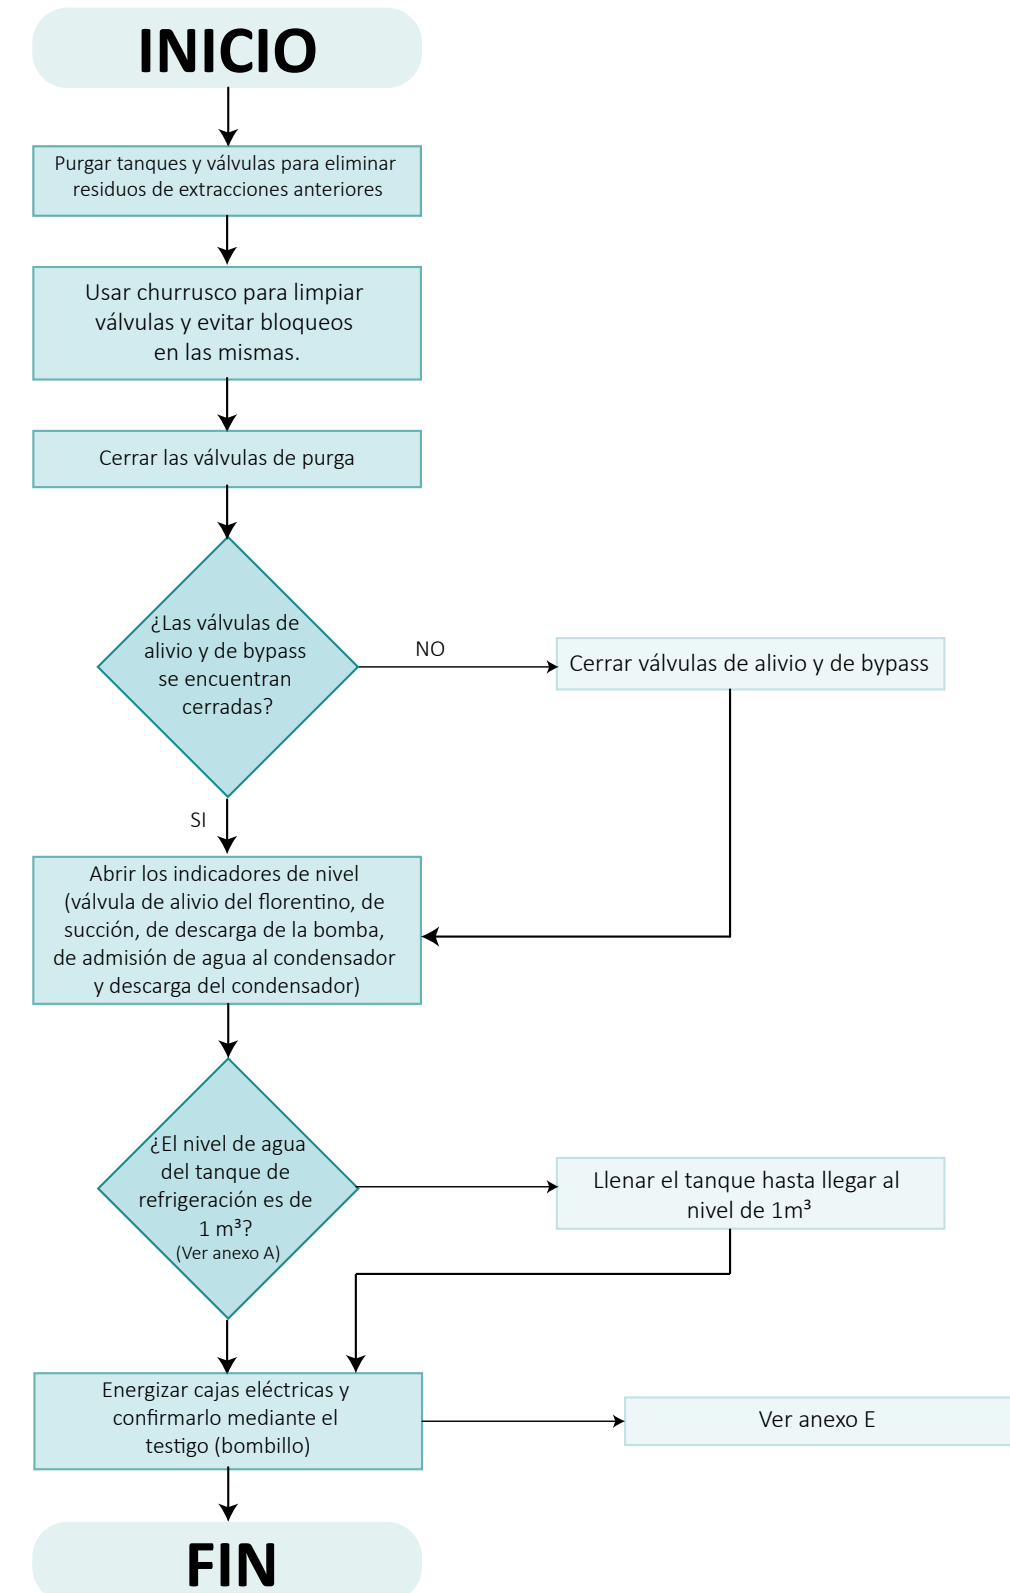 INICIO
Purgar tanques y válvulas para eliminar
residuos de extracciones anteriores
Usar churrusco para limpiar
válvulas y evitar bloqueos
en las mismas.
Cerrar las válvulas de purga
¿Las válvulas de
alivio y de bypass
se encuentran
cerradas?
NO
Cerrar válvulas de alivio y de bypass
SI
Abrir los indicadores de nivel
(válvula de alivio del florentino, de
succión, de descarga de la bomba,
de admisión de agua al condensador
y descarga del condensador)
¿El nivel de agua
del tanque de
refrigeración es de
1 m³?
(Ver anexo A)
Llenar el tanque hasta llegar al
nivel de 1m³
Energizar cajas eléctricas y
confirmarlo mediante el
testigo (bombillo)
Ver anexo E
FIN